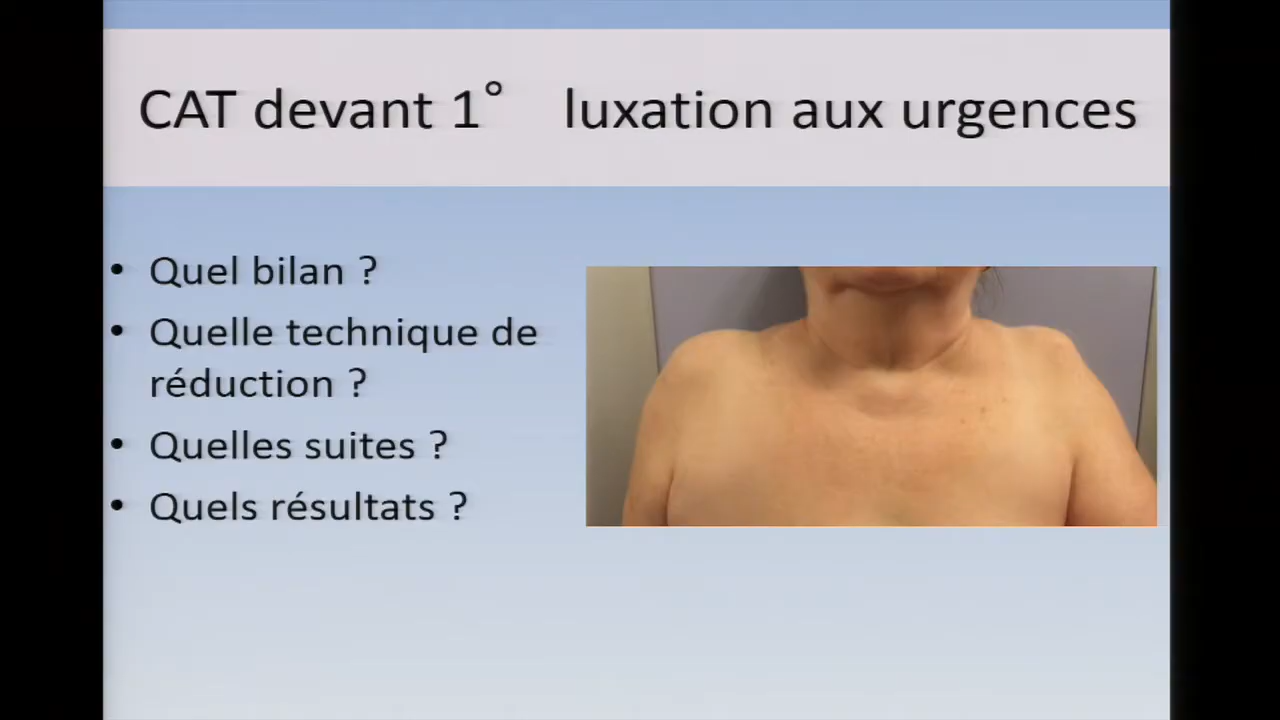 CAT devant 1° luxation aux urgences
• Quel bilan ?
• Quelle technique de
réduction ?
• Quelles suites ?
• Quels résultats ?